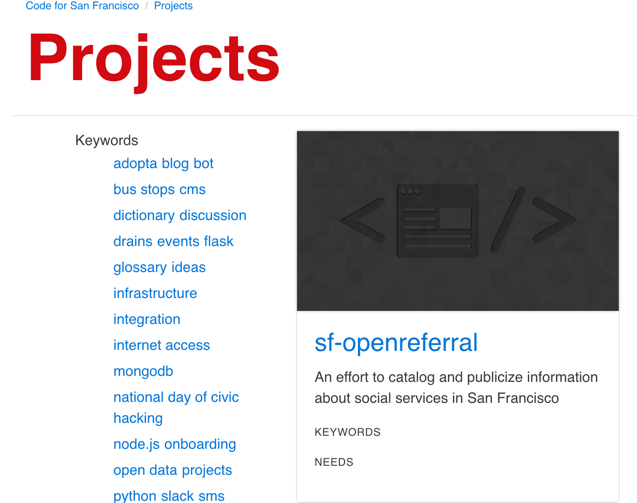 Code for San Francisco / Projects
Projects
Keywords
adopta blog bot
bus stops cms
dictionary discussion
drains events flask
glossary ideas
infrastructure
integration
internet access
mongodb
national day of civic
hacking
node.js onboarding
open data projects
python slack sms
sf-openreferral
An effort to catalog and publicize information
about social services in San Francisco
KEYWORDS
NEEDS